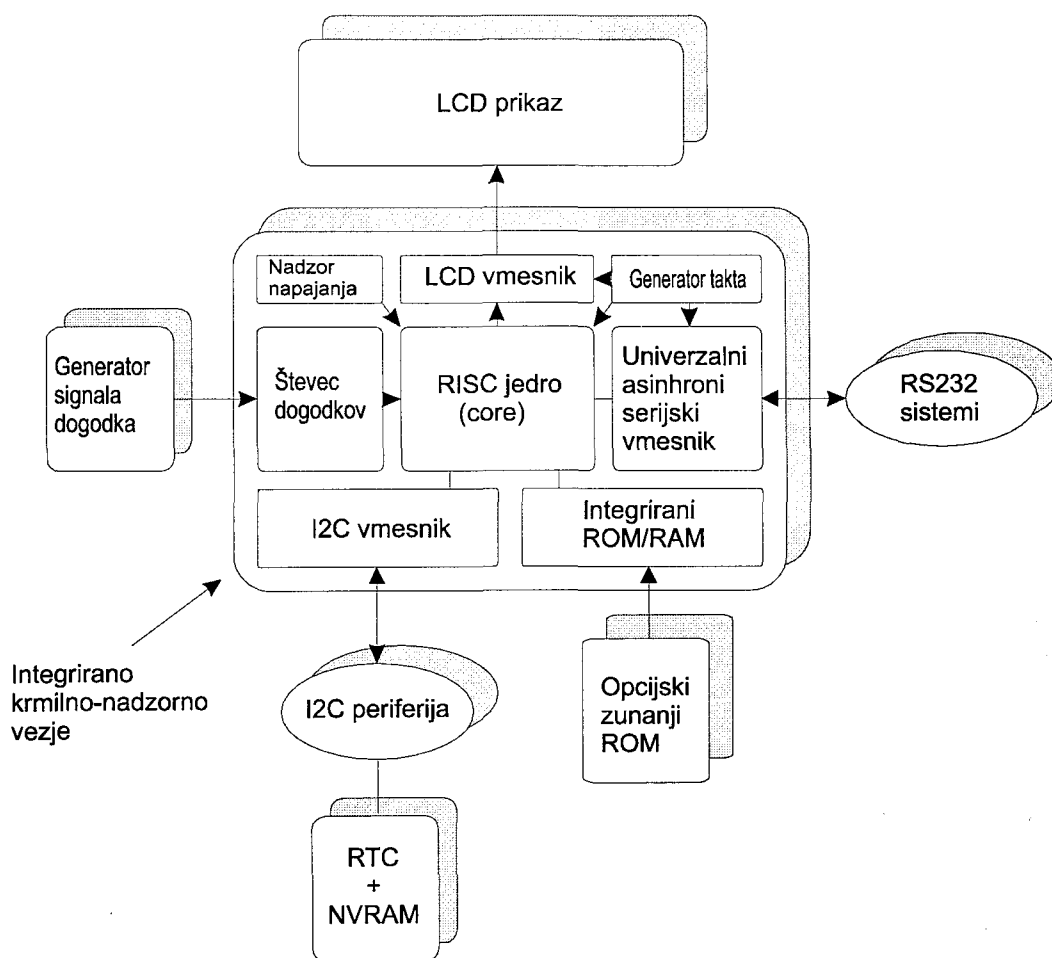 LCD prikaz
Nadzor
napajanja
LCD vmesnik
Generator takta
Generator
signala
dogodka
Števec
dogodkov
RISC jedro
(core)
Univerzalni
asinhroni
serijski
vmesnik
RS232
sistemi
I2C vmesnik
Integrirani
ROM/RAM
Integrirano
krmilno-nadzorno
vezje
I2C periferija
Opcijski
zunanji
ROM
RTC
+
NVRAM